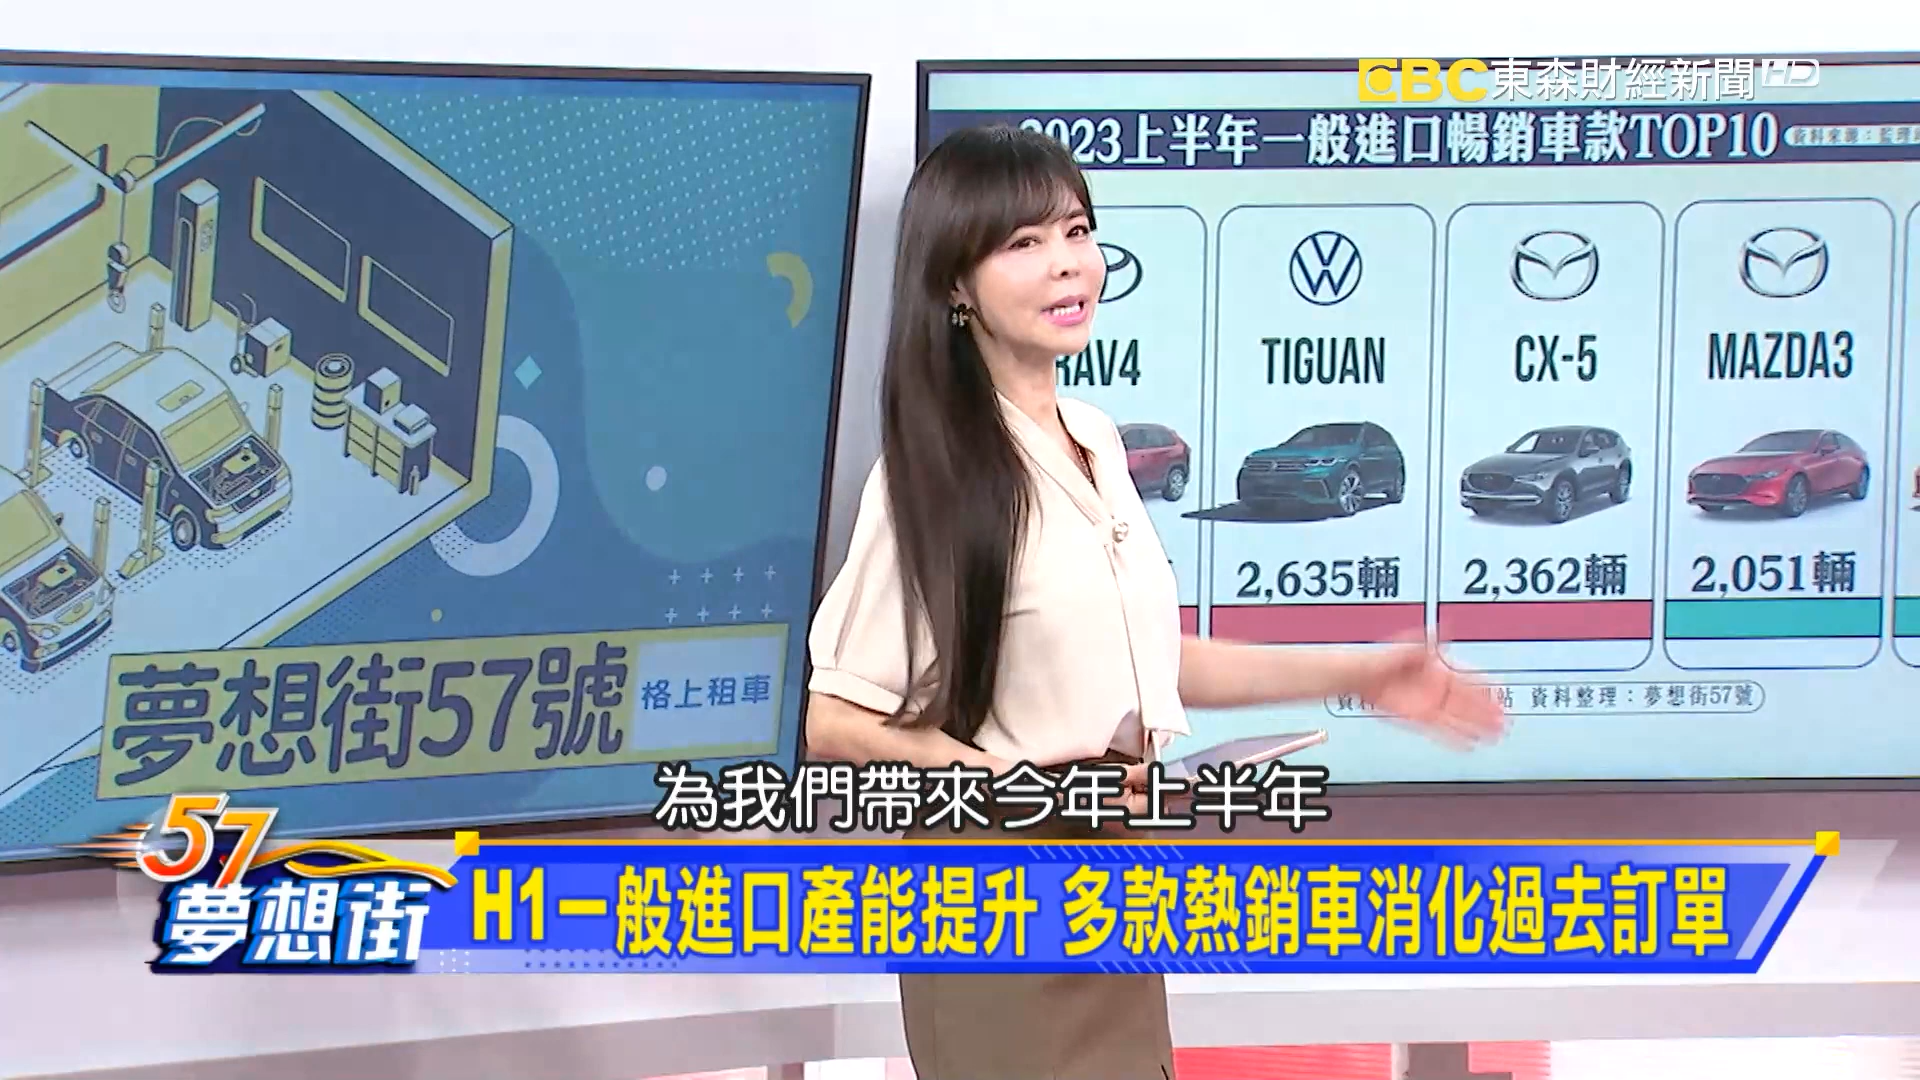 EBC東森財經新聞HD
2023上半年一般進口暢銷車款TOP10
RAV4
TIGUAN
CX-5
MAZDA3
2,635輛
2,362輛
2,051輛
站 資料整理：夢想街57號
夢想街57號
格上租車
為我們帶來今年上半年
57夢想街
H1一般進口產能提升 多款熱銷車消化過去訂單